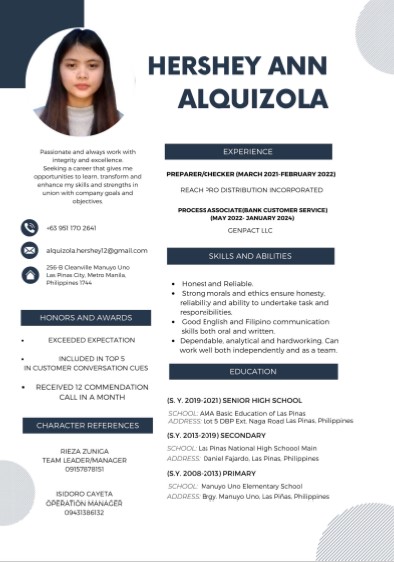 HERSHEY ANN
ALQUIZOLA
Passionate and always work with
integrity and excellence.
Seeking a career that gives me
opportunities to learn, transform and
enhance my skills and strengths in
union with company goals and
objectives.
+63 951 170 2641
alquizola.hershey12@gmail.com
256-B Cleanville Manuyo Uno
Las Pinas City, Metro Manila,
Philippines 1744
HONORS AND AWARDS
• EXCEEDED EXPECTATION
• INCLUDED IN TOP 5
IN CUSTOMER CONVERSATION CUES
• RECEIVED 12 COMMENDATION
CALL IN A MONTH
CHARACTER REFERENCES
RIEZA ZUNIGA
TEAM LEADER/MANAGER
09157878151
ISIDORO CAYETA
OPERATION MANAGER
09431386132
EXPERIENCE
PREPARER/CHECKER (MARCH 2021-FEBRUARY 2022)
REACH PRO DISTRIBUTION INCORPORATED
PROCESS ASSOCIATE(BANK CUSTOMER SERVICE)
(MAY 2022- JANUARY 2024)
GENPACT LLC
SKILLS AND ABILITIES
• Honest and Reliable.
• Strong morals and ethics ensure honesty,
reliability and ability to undertake task and
responsibilities.
• Good English and Filipino communication
skills both oral and written.
• Dependable, analytical and hardworking. Can
work well both independently and as a team.
EDUCATION
(S.Y. 2019-2021) SENIOR HIGH SCHOOL
SCHOOL: AMA Basic Education of Las Pinas
ADDRESS: Lot 5 DBP Ext. Naga Road Las Pinas, Philippines
(S.Y. 2013-2019) SECONDARY
SCHOOL: Las Pinas National High Schoool Main
ADDRESS: Daniel Fajardo, Las Pinas, Philippines
(S.Y. 2008-2013) PRIMARY
SCHOOL: Manuyo Uno Elementary School
ADDRESS: Brgy. Manuyo Uno, Las Piñas, Philippines